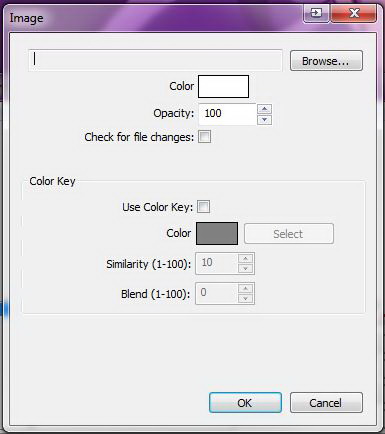 Image
Browse...
Color
Opacity: 100
Check for file changes:
Color Key
Use Color Key:
Color Select
Similarity (1-100): 10
Blend (1-100): 0
OK Cancel